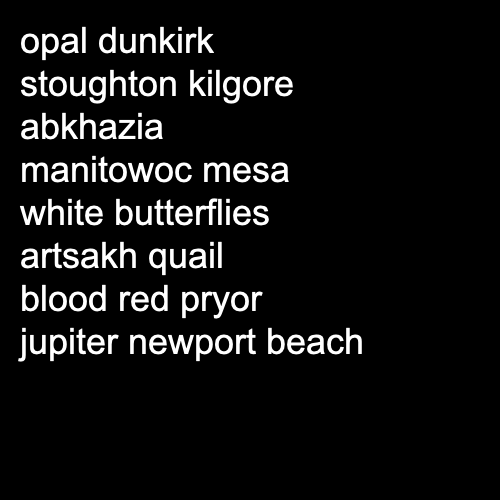 opal dunkirk
stoughton kilgore
abkhazia
manitowoc mesa
white butterflies
artsakh quail
blood red pryor
jupiter newport beach